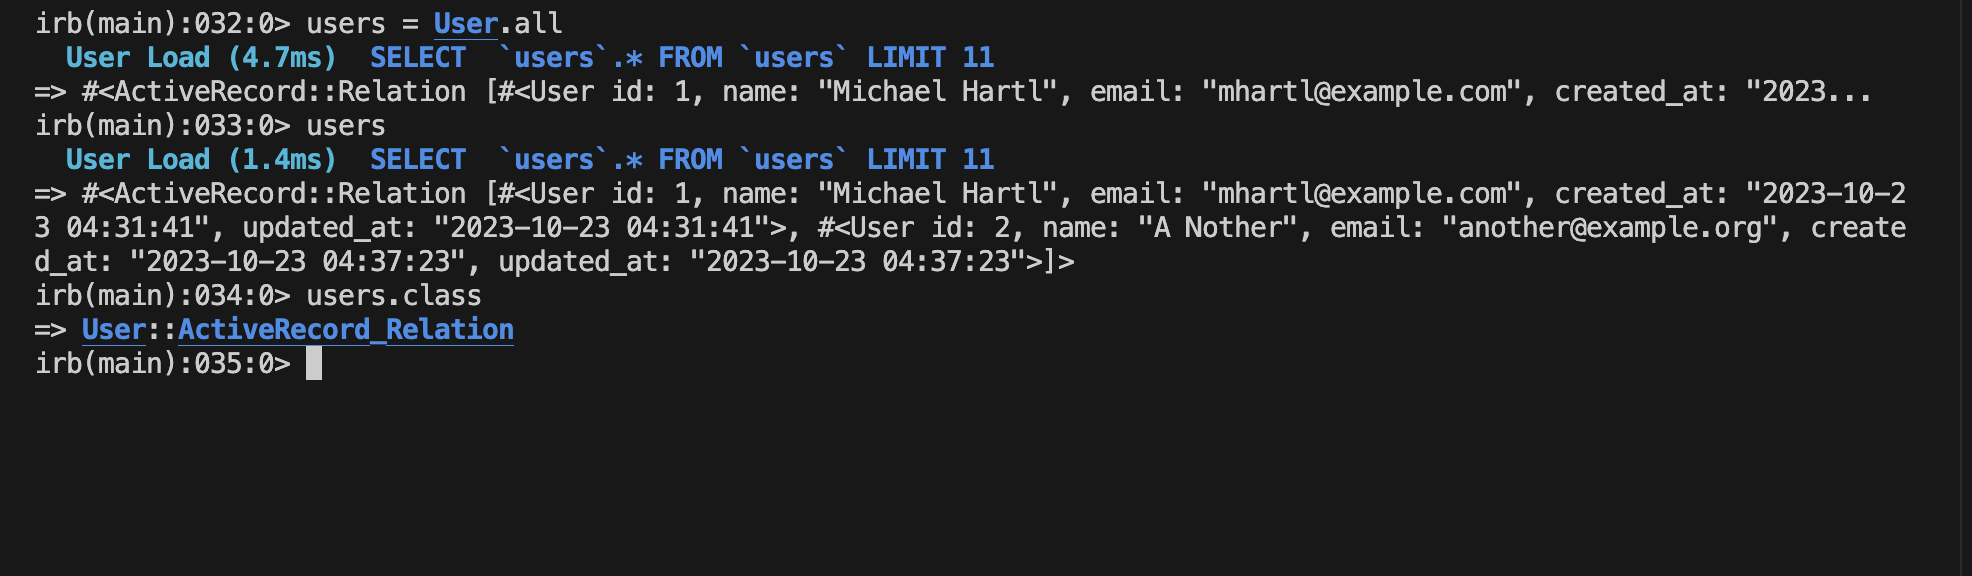 irb(main):032:0> users = User.all
  User Load (4.7ms)  SELECT  `users`.* FROM `users` LIMIT 11
=> #<ActiveRecord::Relation [#<User id: 1, name: "Michael Hartl", email: "mhartl@example.com", created_at: "2023...
irb(main):033:0> users
  User Load (1.4ms)  SELECT  `users`.* FROM `users` LIMIT 11
=> #<ActiveRecord::Relation [#<User id: 1, name: "Michael Hartl", email: "mhartl@example.com", created_at: "2023-10-2
3 04:31:41", updated_at: "2023-10-23 04:31:41">, #<User id: 2, name: "A Nother", email: "another@example.org", create
d_at: "2023-10-23 04:37:23", updated_at: "2023-10-23 04:37:23">]>
irb(main):034:0> users.class
=> User::ActiveRecord_Relation
irb(main):035:0>